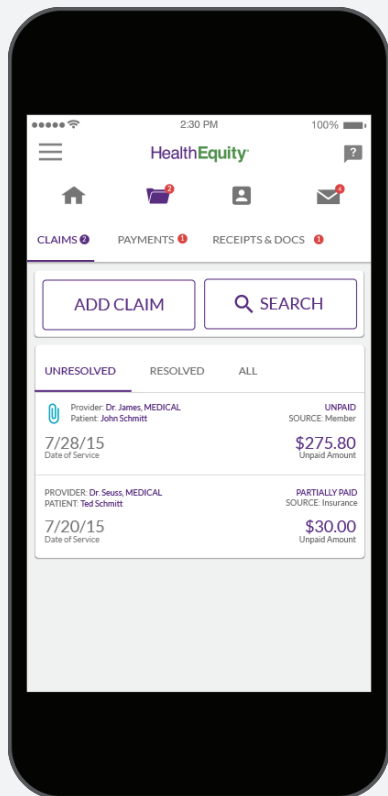 2:30 PM 100%
HealthEquity ?
2 4
CLAIMS 2 PAYMENTS 1 RECEIPTS & DOCS 1
ADD CLAIM SEARCH
UNRESOLVED RESOLVED ALL
Provider: Dr. James, MEDICAL UNPAID
Patient: John Schmitt SOURCE: Member
7/28/15 $275.80
Date of Service Unpaid Amount
PROVIDER: Dr. Seuss, MEDICAL PARTIALLY PAID
PATIENT: Ted Schmitt SOURCE: Insurance
7/20/15 $30.00
Date of Service Unpaid Amount